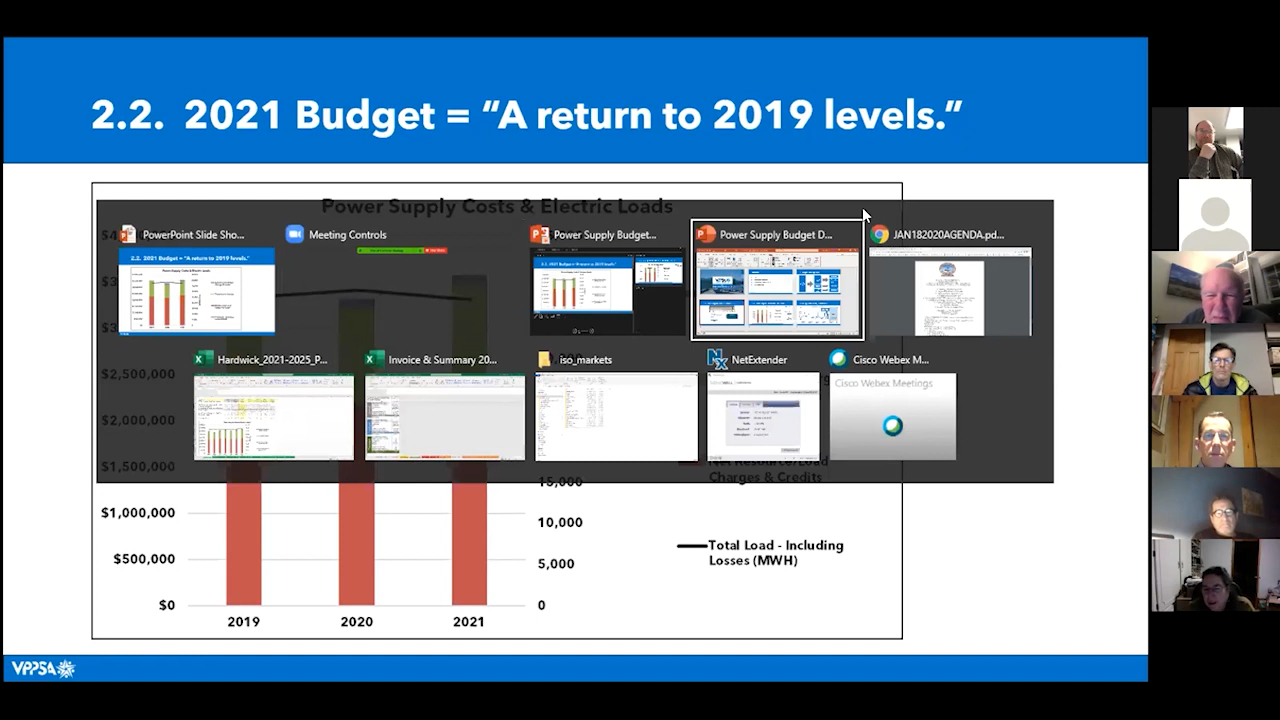 2.2. 2021 Budget = “A return to 2019 levels.”
Power Supply Costs & Electric Loads
PowerPoint Slide Sho...
Meeting Controls
Power Supply Budget...
Power Supply Budget D...
JAN182020AGENDA.pd...
2.2. 2021 Budget = “A return to 2019 levels.”
Hardwick_2021-2025_P...
Invoice & Summary 20...
iso_markets
NetExtender
Cisco Webex M...
Cisco Webex Meetings
$2,500,000
$2,000,000
$1,500,000
$1,000,000
$500,000
$0
15,000
10,000
5,000
0
Net Resource/Load
Charges & Credits
Total Load - Including
Losses (MWH)
2019
2020
2021
VPPSA